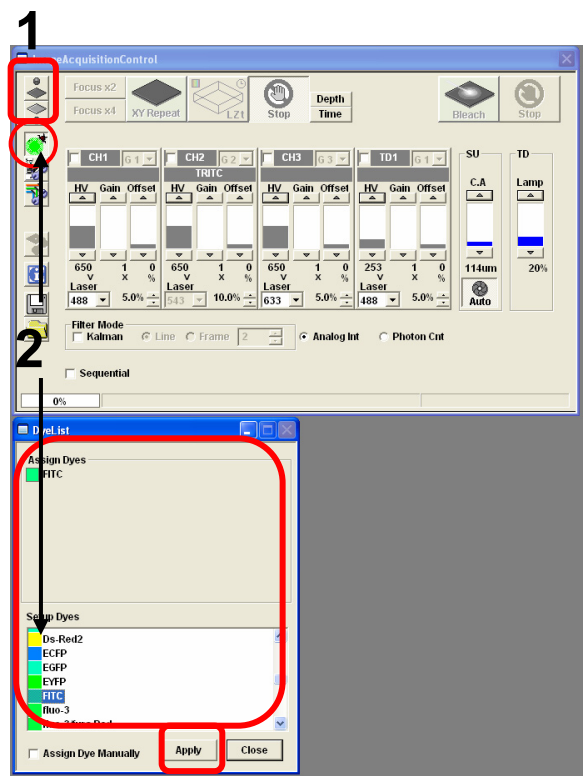 1
eAcquisitionControl
Focus x2
Focus x4
XY Repeat
LZt
Stop
Depth
Time
Bleach
Stop
CH1 G 1 CH2 G 2 CH3 G 3 TD1 G 1
TRITC
HV Gain Offset HV Gain Offset HV Gain Offset HV Gain Offset
650 1 0 650 1 0 650 1 0 253 1 0
V X % V X % V X % V X %
Laser Laser Laser Laser
488 5.0% 543 10.0% 633 5.0% 488 5.0%
SU TD
C.A Lamp
114um 20%
Auto
Filter Mode
Kalman Line Frame 2 Analog Int Photon Cnt
2
Sequential
0%
DyeList
Assign Dyes
FITC
Setup Dyes
Ds-Red2
ECFP
EGFP
EYFP
FITC
fluo-3
Assign Dye Manually Apply Close